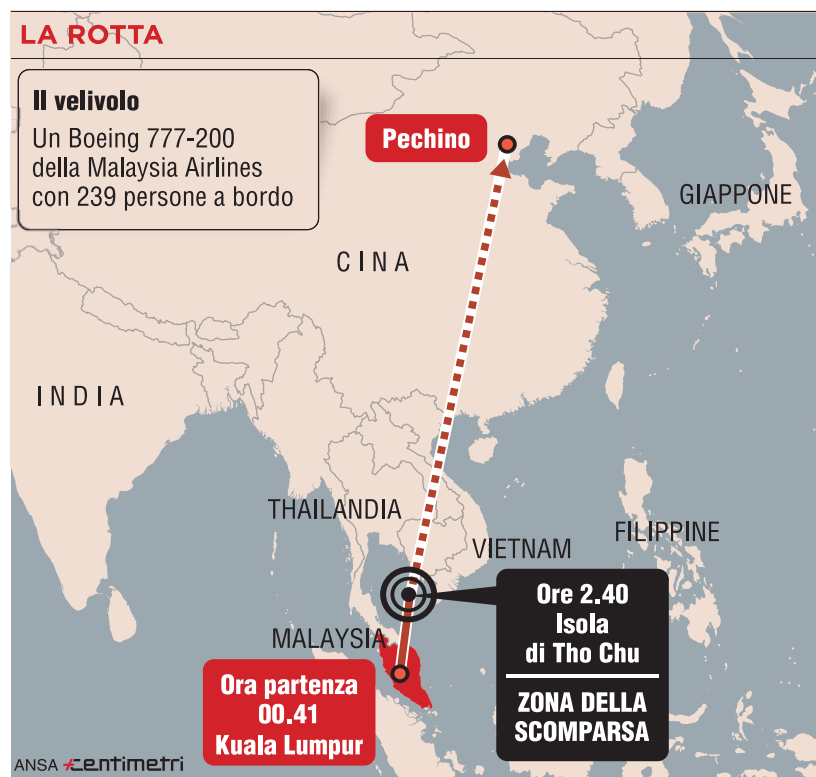 LA ROTTA
Il velivolo
Un Boeing 777-200
della Malaysia Airlines
con 239 persone a bordo
Pechino
GIAPPONE
CINA
INDIA
THAILANDIA
VIETNAM
FILIPPINE
MALAYSIA
Ore 2.40
Isola
di Tho Chu
ZONA DELLA
SCOMPARSA
Ora partenza
00.41
Kuala Lumpur
ANSA centimetri